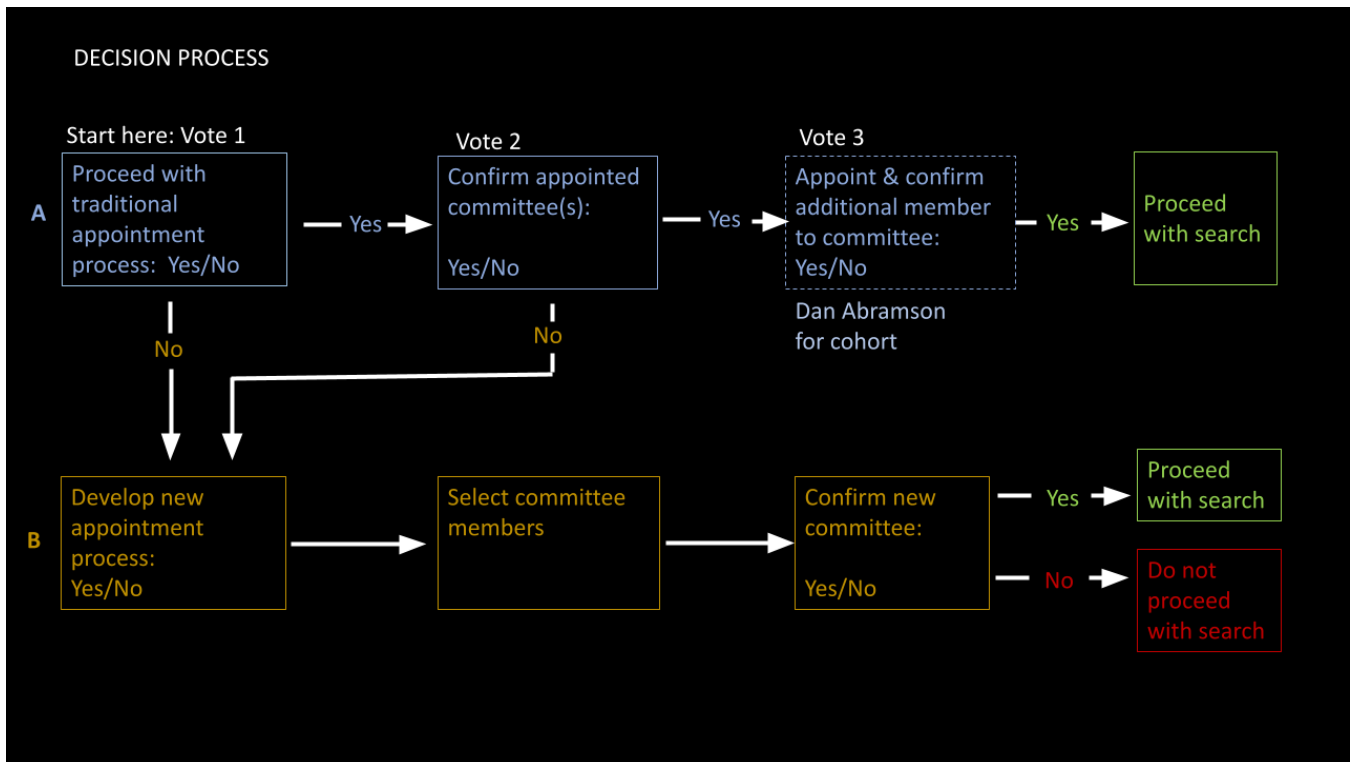 DECISION PROCESS
Start here: Vote 1
Vote 2
Vote 3
A
Proceed with
traditional
appointment
process:  Yes/No
Yes
Confirm appointed
committee(s):
Yes/No
Yes
Appoint & confirm
additional member
to committee:
Yes/No
Dan Abramson
for cohort
Yes
Proceed
with search
No
No
B
Develop new
appointment
process:
Yes/No
Select committee
members
Confirm new
committee:
Yes/No
Yes
Proceed
with search
No
Do not
proceed
with search